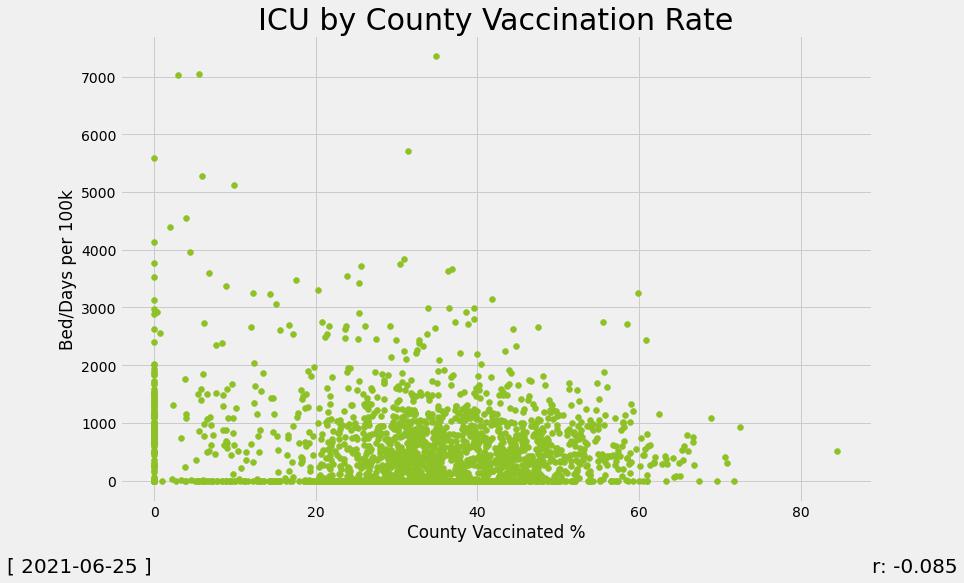 ICU by County Vaccination Rate
7000
6000
5000
4000
3000
2000
1000
0
Bed/Days per 100k
0 20 40 60 80
County Vaccinated %
[ 2021-06-25 ] r: -0.085